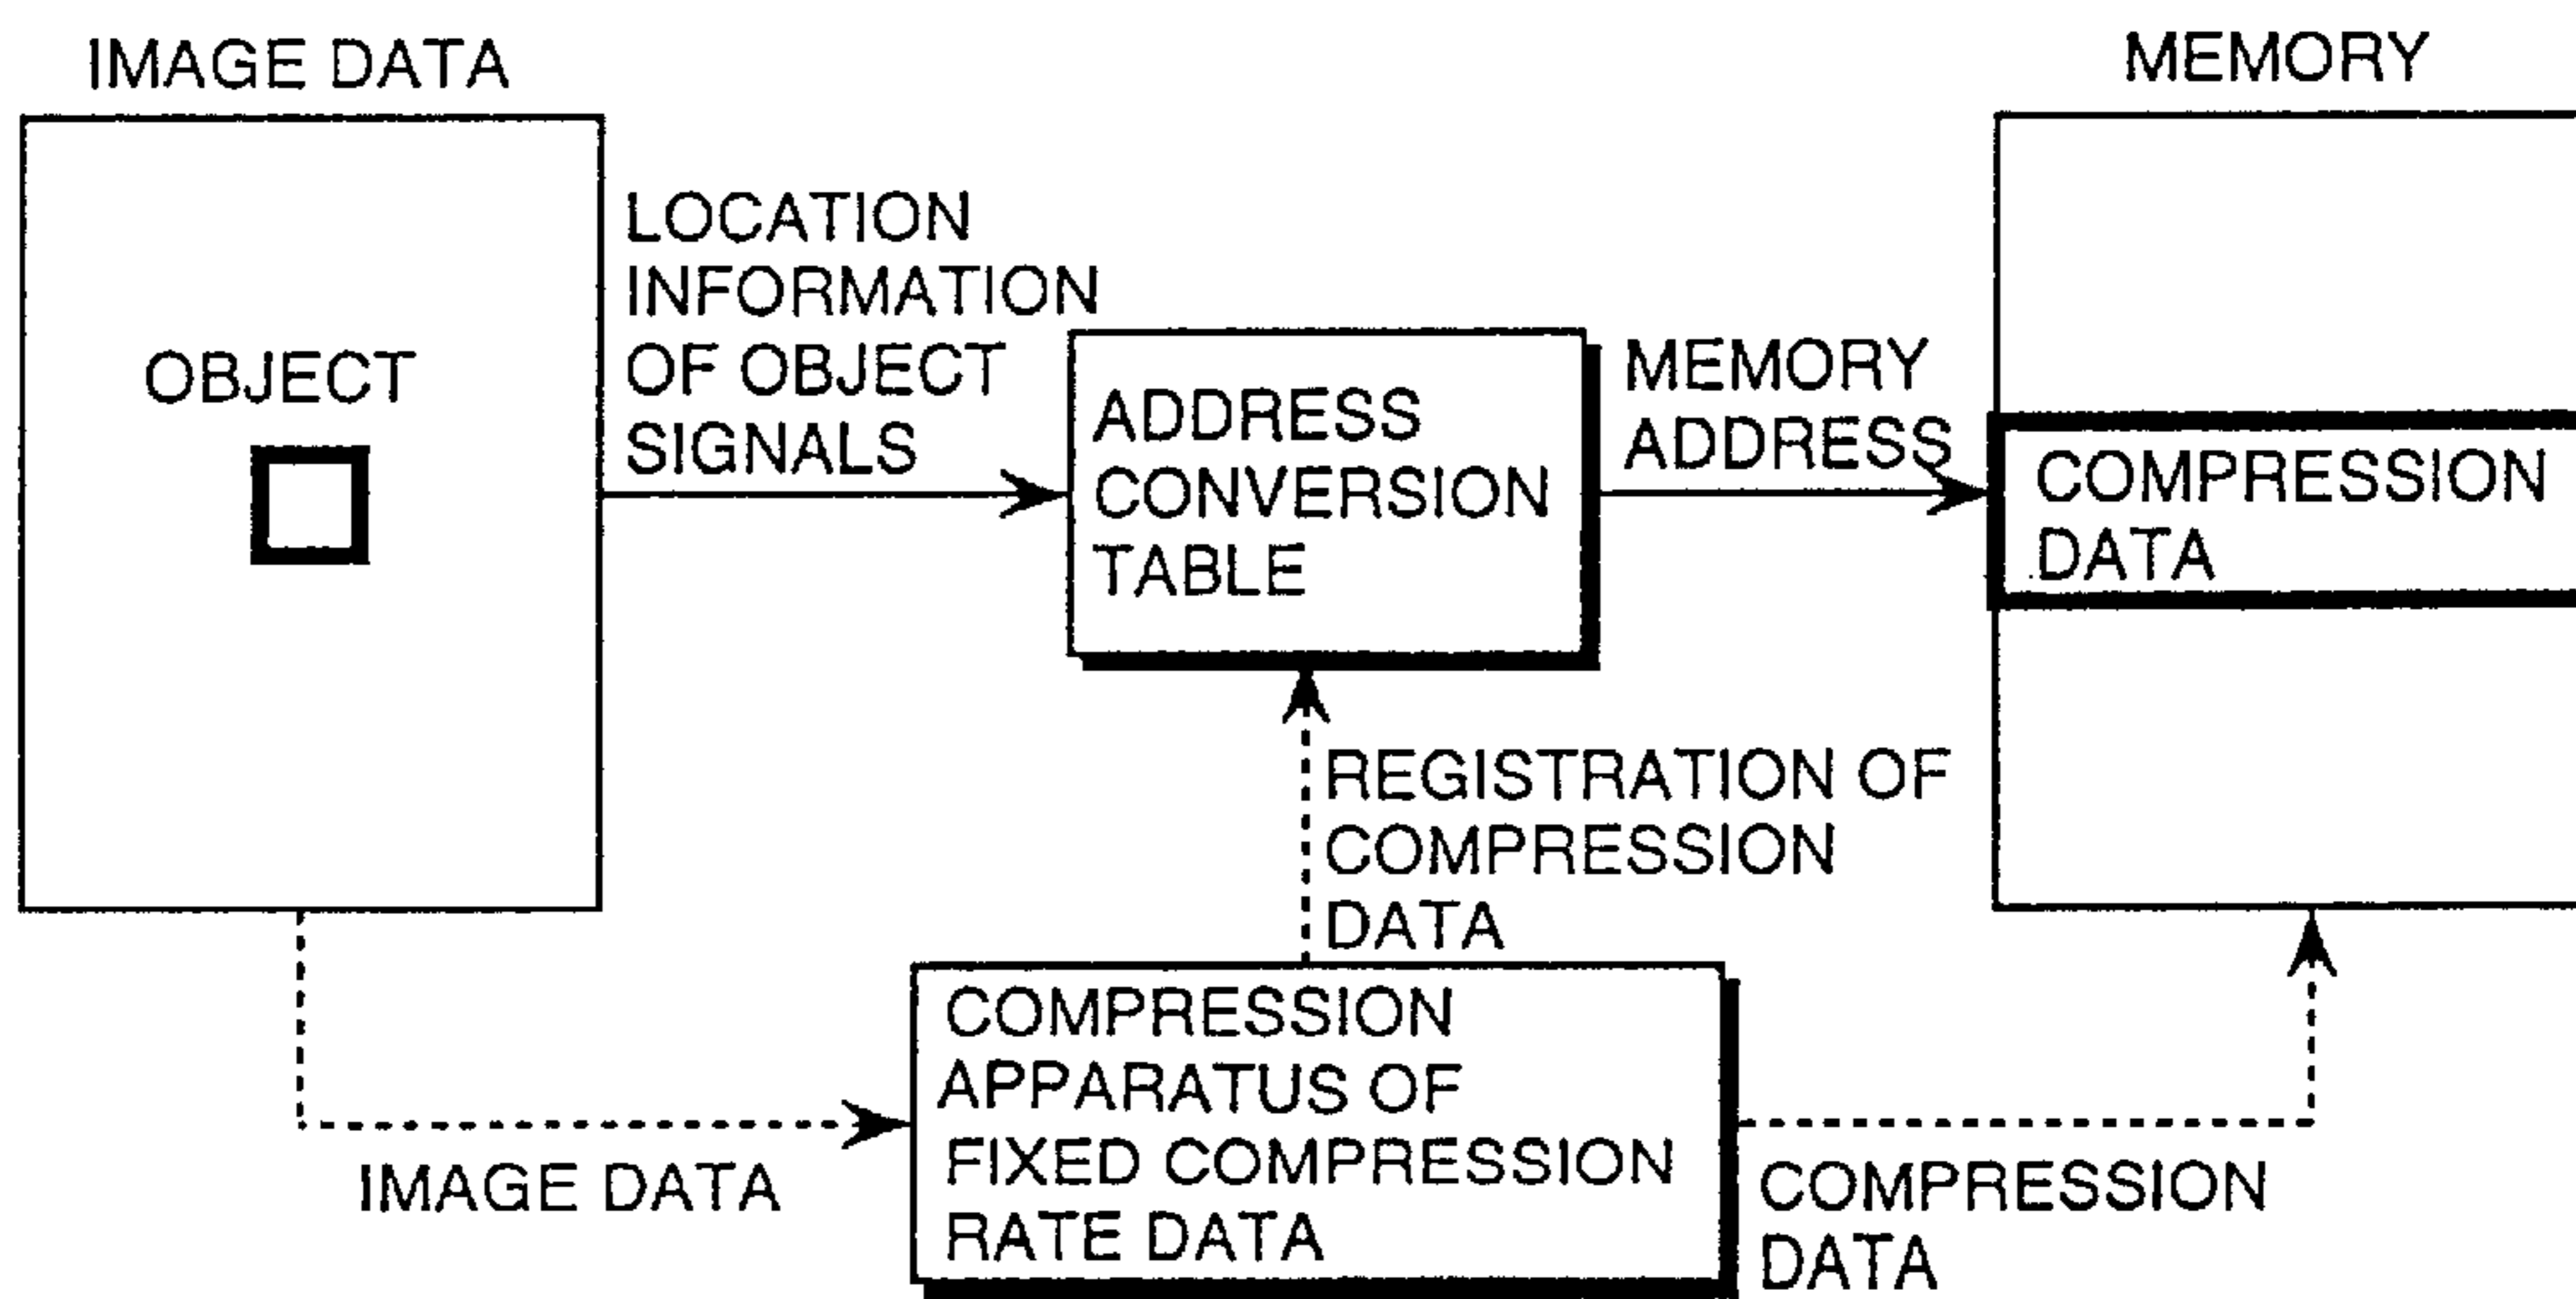 IMAGE DATA
MEMORY
LOCATION
INFORMATION
OF OBJECT
SIGNALS
OBJECT
ADDRESS
CONVERSION
TABLE
MEMORY
ADDRESS
COMPRESSION
DATA
REGISTRATION OF
COMPRESSION
DATA
COMPRESSION
APPARATUS OF
FIXED COMPRESSION
RATE DATA
IMAGE DATA
COMPRESSION
DATA